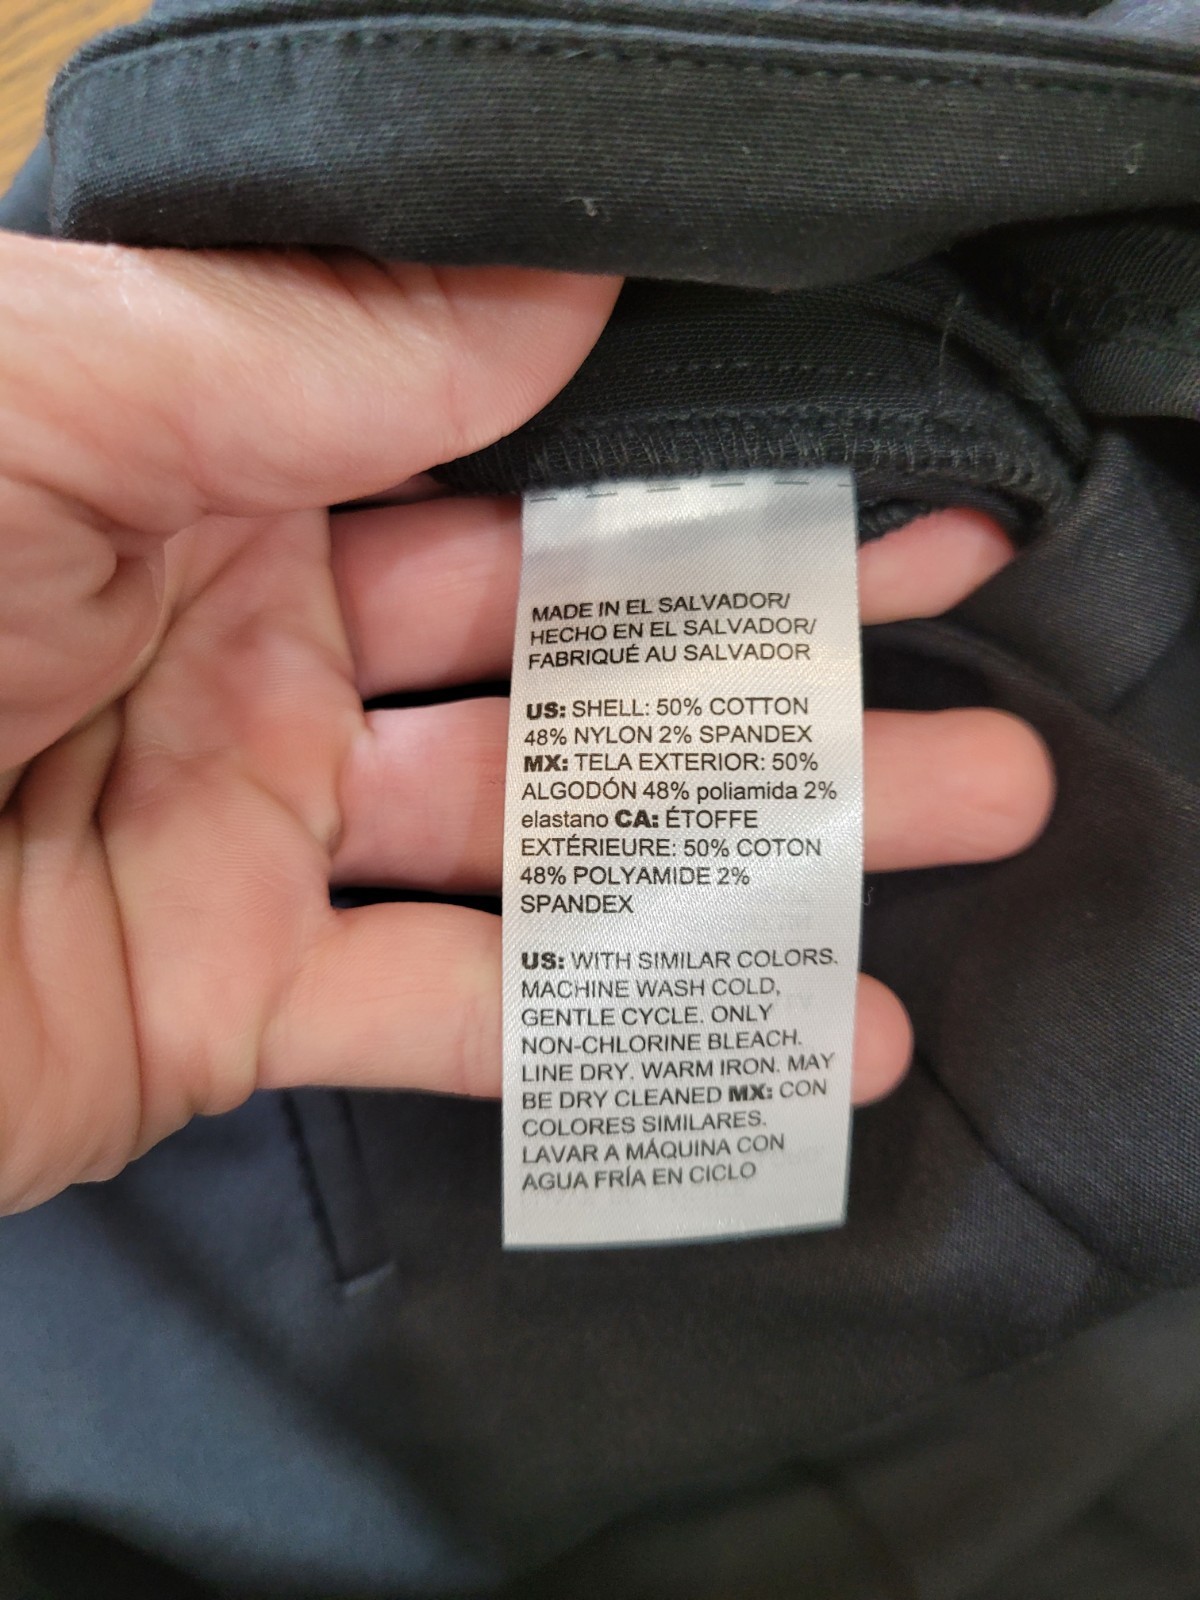 MADE IN EL SALVADOR/
HECHO EN EL SALVADOR/
FABRIQUÉ AU SALVADOR
US: SHELL: 50% COTTON
48% NYLON 2% SPANDEX
MX: TELA EXTERIOR: 50%
ALGODÓN 48% poliamida 2%
elastano CA: ÉTOFFE
EXTÉRIEURE: 50% COTON
48% POLYAMIDE 2%
SPANDEX
US: WITH SIMILAR COLORS.
MACHINE WASH COLD,
GENTLE CYCLE. ONLY
NON-CHLORINE BLEACH.
LINE DRY. WARM IRON. MAY
BE DRY CLEANED MX: CON
COLORES SIMILARES.
LAVAR A MÁQUINA CON
AGUA FRÍA EN CICLO